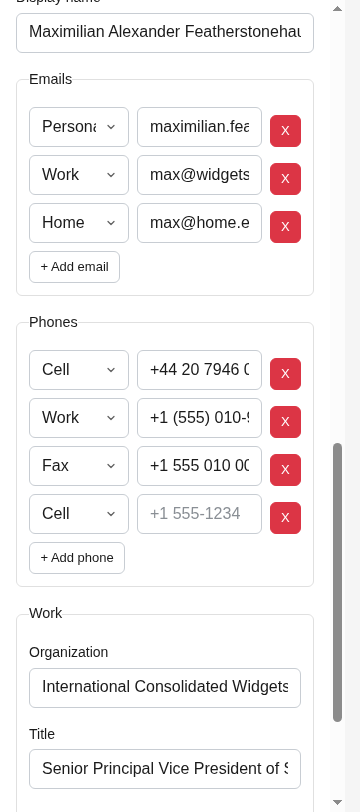 Display name
Maximilian Alexander Featherstonehau
Emails
Persona
maximilian.fea
X
Work
max@widgets
X
Home
max@home.e
X
+ Add email
Phones
Cell
+44 20 7946 0
X
Work
+1 (555) 010-9
X
Fax
+1 555 010 00
X
Cell
+1 555-1234
X
+ Add phone
Work
Organization
International Consolidated Widgets
Title
Senior Principal Vice President of S